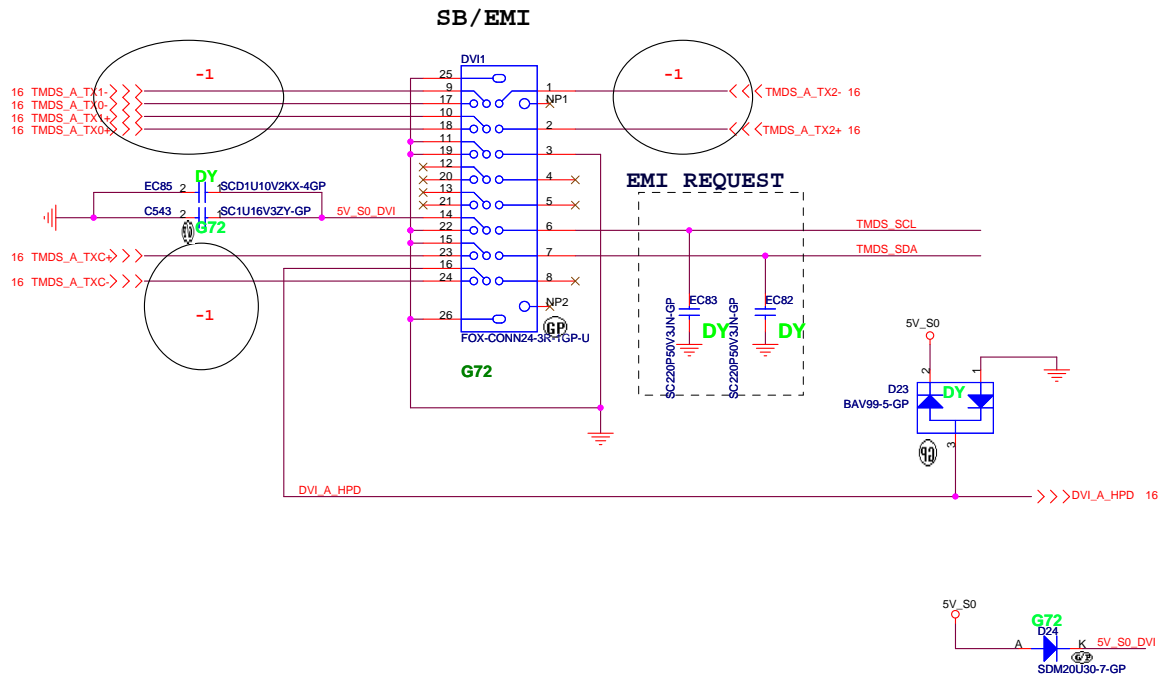 SB/EMI
DVI1
-1
-1
25
16 TMDS_A_TX1-
9
1
TMDS_A_TX2- 16
16 TMDS_A_TX0-
17
NP1
16 TMDS_A_TX1+
10
16 TMDS_A_TX0+
18
2
TMDS_A_TX2+ 16
11
19
3
12
20
4
13
21
5
EMI REQUEST
DY
EC85 2 1 SCD1U10V2KX-4GP
C543 2 1 SC1U16V3ZY-GP
5V_S0_DVI
14
G72
22
6
TMDS_SCL
15
16 TMDS_A_TXC+
23
7
TMDS_SDA
16
16 TMDS_A_TXC-
24
8
-1
NP2
26
GP
FOX-CONN24-3R-1GP-U
G72
EC83
EC82
DY
DY
SC220P50V3JN-GP
SC220P50V3JN-GP
5V_S0
2
1
D23
BAV99-5-GP
DY
3
GP
DVI_A_HPD
DVI_A_HPD 16
5V_S0
G72
D24
A
K
5V_S0_DVI
SDM20U30-7-GP